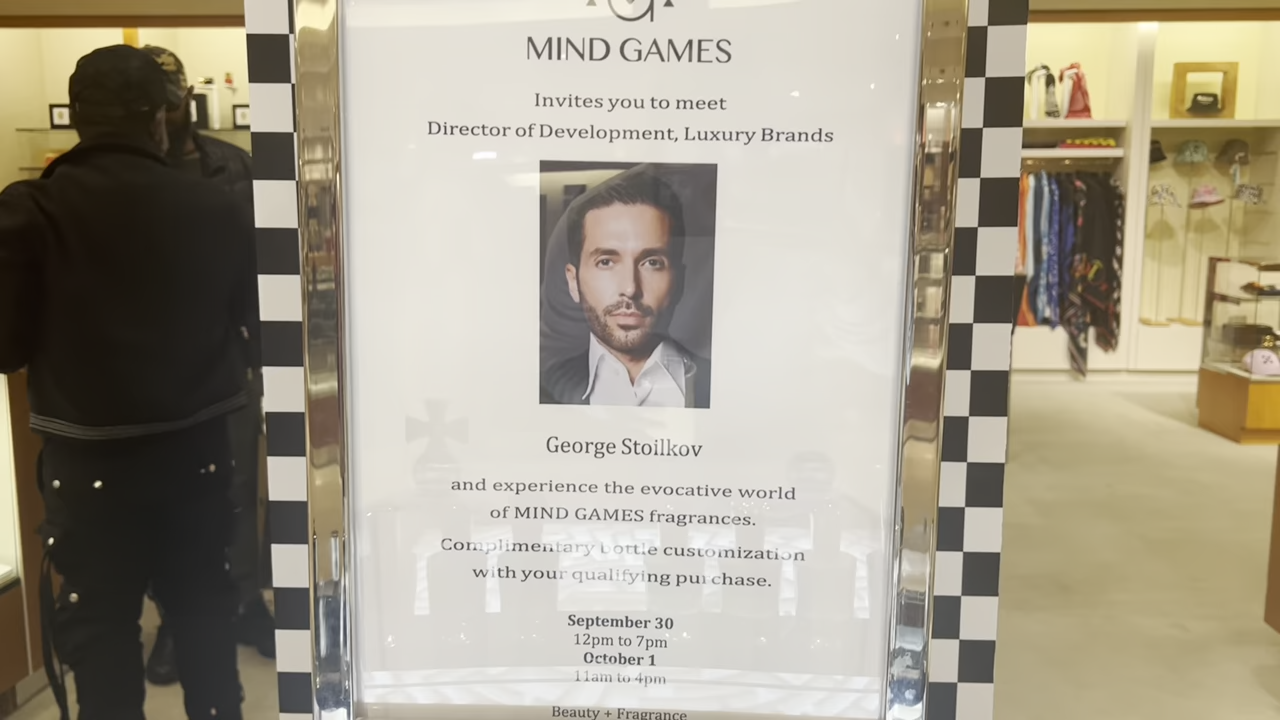 MIND GAMES
Invites you to meet
Director of Development, Luxury Brands
George Stoilkov
and experience the evocative world
of MIND GAMES fragrances.
Complimentary bottle customization
with your qualifying purchase.
September 30
12pm to 7pm
October 1
11am to 4pm
Beauty + Fragrance